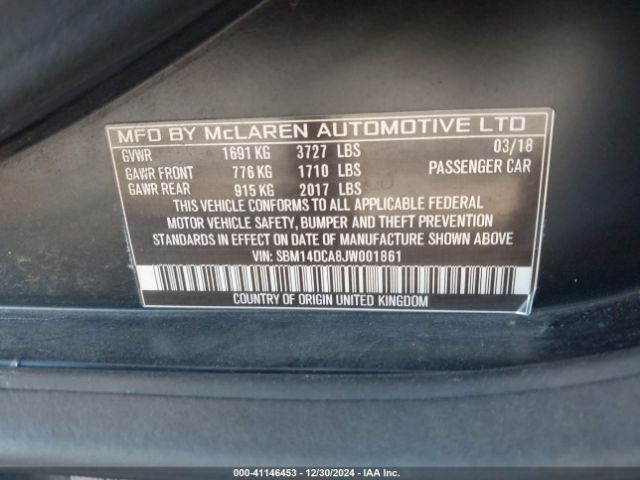 MFD BY McLAREN AUTOMOTIVE LTD
GVWR 1691 KG 3727 LBS 03/18
GAWR FRONT 776 KG 1710 LBS PASSENGER CAR
GAWR REAR 915 KG 2017 LBS
THIS VEHICLE CONFORMS TO ALL APPLICABLE FEDERAL
MOTOR VEHICLE SAFETY, BUMPER AND THEFT PREVENTION
STANDARDS IN EFFECT ON DATE OF MANUFACTURE SHOWN ABOVE
VIN: SBM14DCA8JW001861
COUNTRY OF ORIGIN UNITED KINGDOM
000-41146453 - 12/30/2024 - IAAI.COM